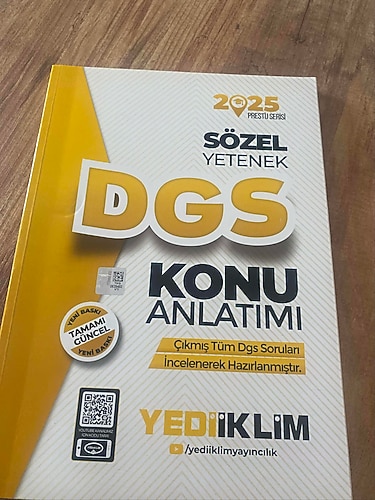 2025
PRESTİJ SERİSİ
SÖZEL
YETENEK
DGS
KONU
ANLATIMI
YENİ BASKI
TAMAMI
GÜNCEL
YENİ BASKI
Çıkmış Tüm Dgs Soruları
İncelenerek Hazırlanmıştır.
YEDİİKLİM
/yediiklimyayıncılık